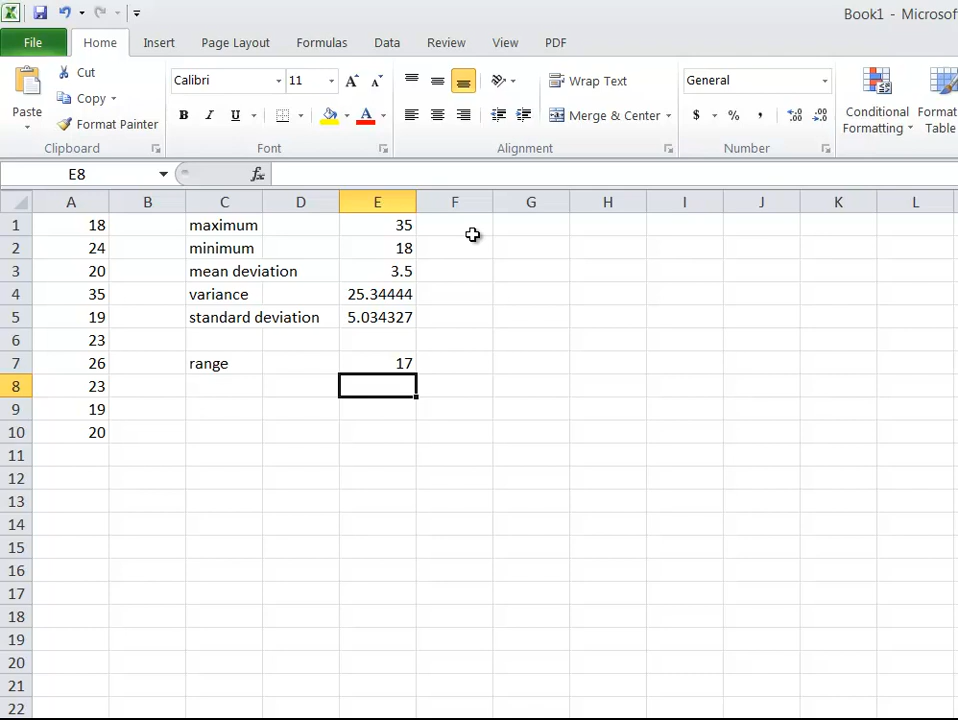 Book1 - Microsof
File Home Insert Page Layout Formulas Data Review View PDF
Paste
Cut
Copy
Format Painter
Clipboard
Calibri 11 A A
B I U A
Font
Wrap Text
Merge & Center
Alignment
General
$ % , .00 .00
Number
Conditional
Formatting
Format
Table
E8 fx
A B C D E F G H I J K L
1 18 maximum 35
2 24 minimum 18
3 20 mean deviation 3.5
4 35 variance 25.34444
5 19 standard deviation 5.034327
6 23
7 26 range 17
8 23
9 19
10 20
11
12
13
14
15
16
17
18
19
20
21
22